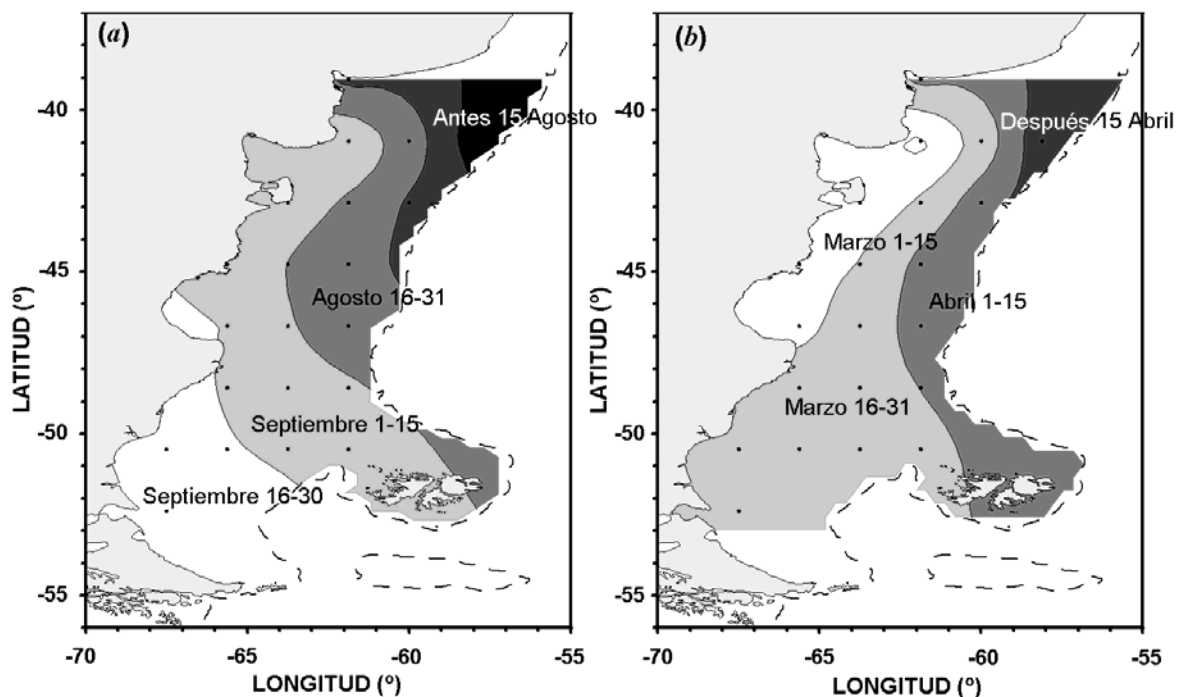 (a)
Antes 15 Agosto
Agosto 16-31
Septiembre 1-15
Septiembre 16-30
LATITUD (º)
-40
-45
-50
-55
-70
-65
-60
-55
LONGITUD (º)
(b)
Después 15 Abril
Marzo 1-15
Abril 1-15
Marzo 16-31
LATITUD (º)
-40
-45
-50
-55
-70
-65
-60
-55
LONGITUD (º)